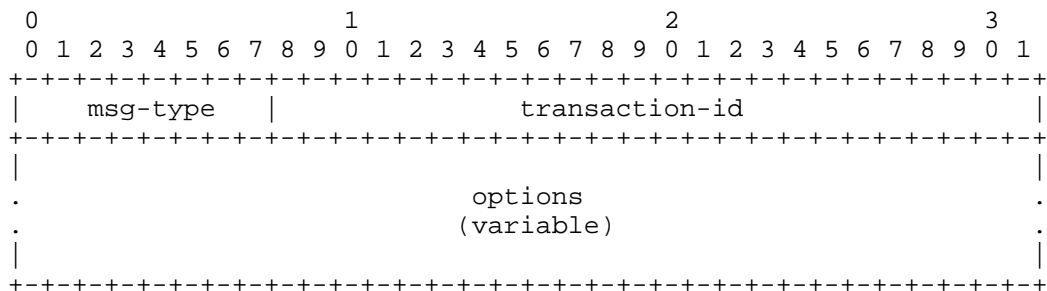 0                   1                   2                   3
0 1 2 3 4 5 6 7 8 9 0 1 2 3 4 5 6 7 8 9 0 1 2 3 4 5 6 7 8 9 0 1
+-+-+-+-+-+-+-+-+-+-+-+-+-+-+-+-+-+-+-+-+-+-+-+-+-+-+-+-+-+-+-+-+
|    msg-type   |               transaction-id                  |
+-+-+-+-+-+-+-+-+-+-+-+-+-+-+-+-+-+-+-+-+-+-+-+-+-+-+-+-+-+-+-+-+
|                                                               |
.                            options                            .
.                           (variable)                          .
|                                                               |
+-+-+-+-+-+-+-+-+-+-+-+-+-+-+-+-+-+-+-+-+-+-+-+-+-+-+-+-+-+-+-+-+